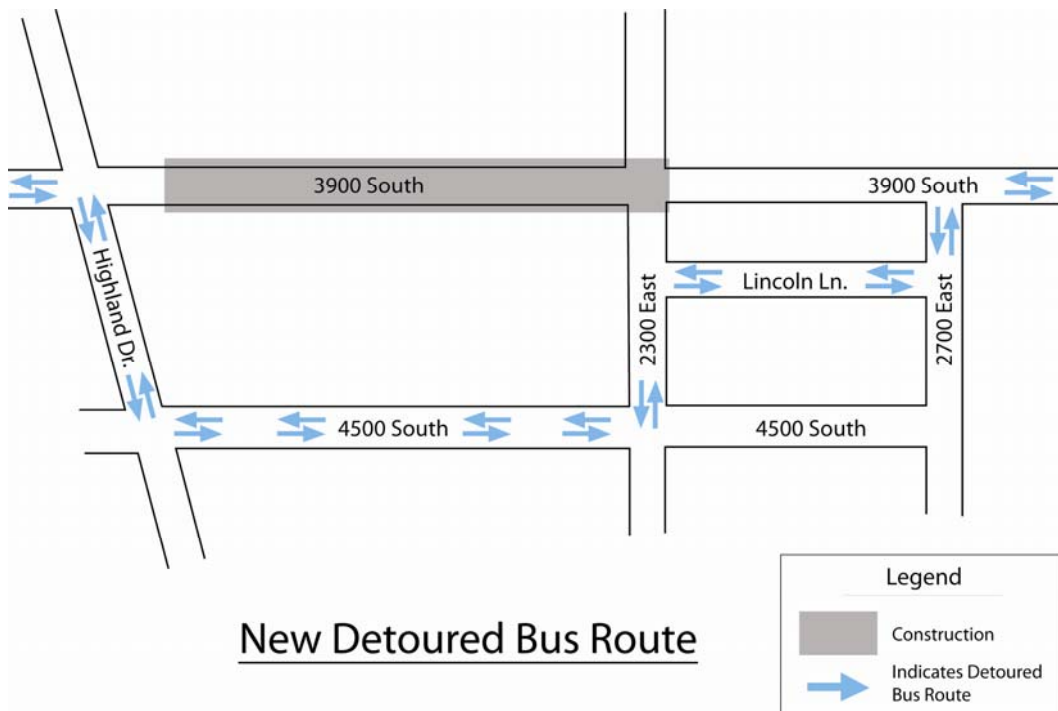 3900 South
3900 South
Highland Dr.
Lincoln Ln.
2300 East
2700 East
4500 South
4500 South
New Detoured Bus Route
Legend
Construction
Indicates Detoured
Bus Route